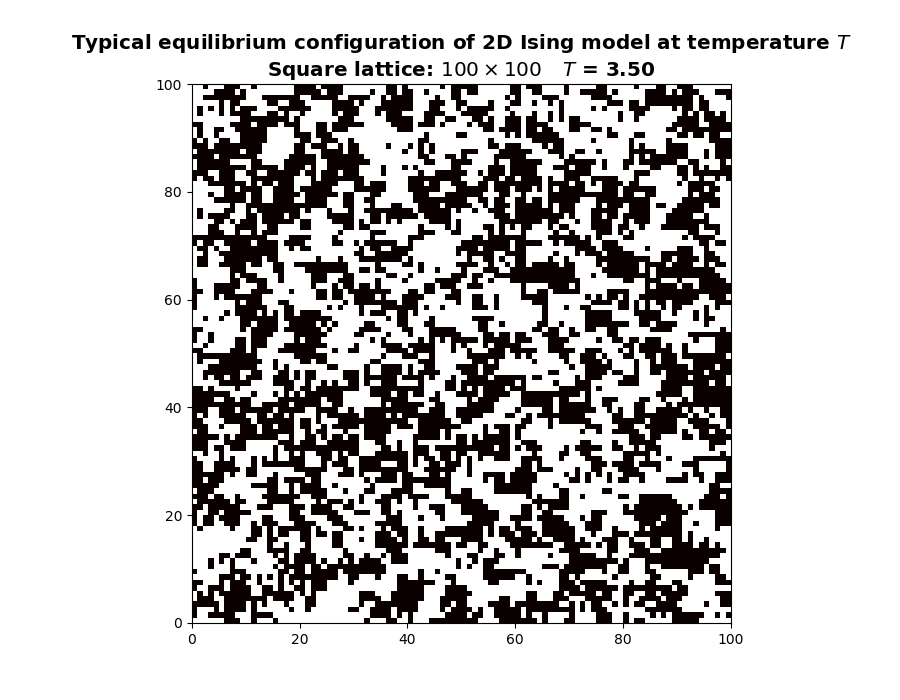 Typical equilibrium configuration of 2D Ising model at temperature T
Square lattice: 100 × 100 T = 3.50
100
80
60
40
20
0
0 20 40 60 80 100